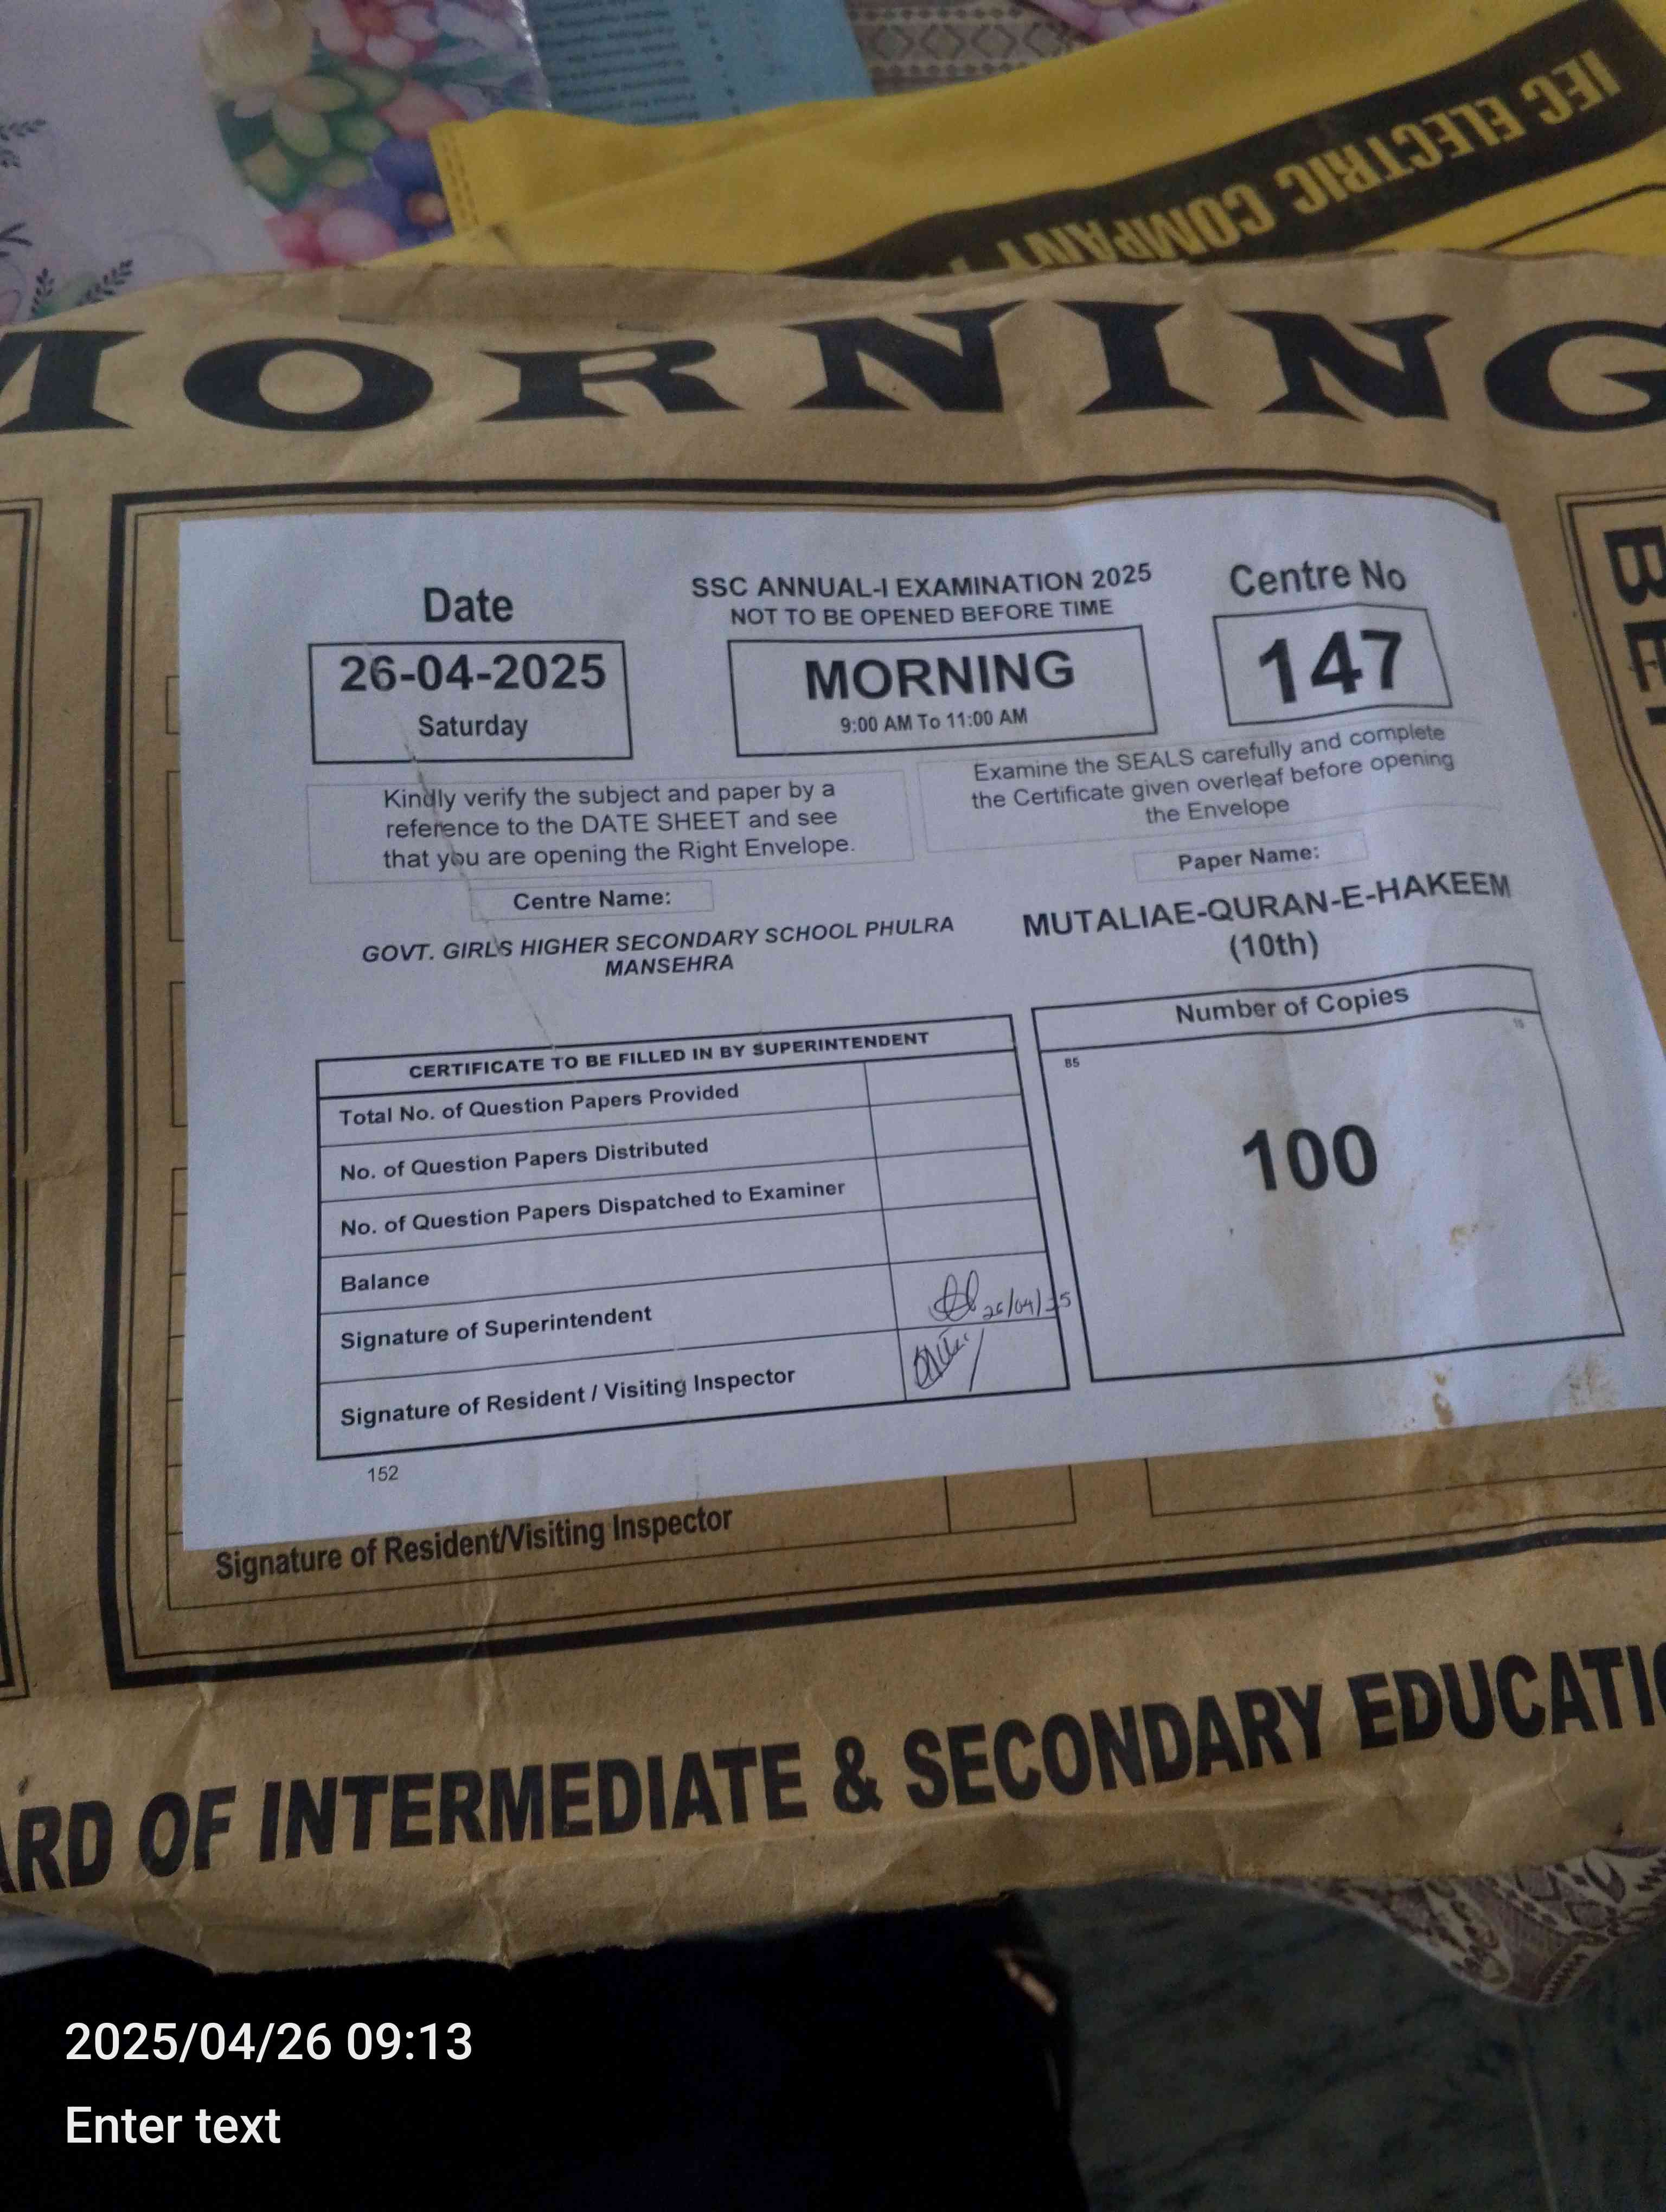 IEC ELECTRIC COMPANY
MORNING
Date
26-04-2025
Saturday
SSC ANNUAL-I EXAMINATION 2025
NOT TO BE OPENED BEFORE TIME
MORNING
9:00 AM To 11:00 AM
Centre No
147
Kindly verify the subject and paper by a
reference to the DATE SHEET and see
that you are opening the Right Envelope.
Examine the SEALS carefully and complete
the Certificate given overleaf before opening
the Envelope
Centre Name:
GOVT. GIRLS HIGHER SECONDARY SCHOOL PHULRA
MANSEHRA
Paper Name:
MUTALIAE-QURAN-E-HAKEEM
(10th)
CERTIFICATE TO BE FILLED IN BY SUPERINTENDENT
Total No. of Question Papers Provided
No. of Question Papers Distributed
No. of Question Papers Dispatched to Examiner
Balance
Signature of Superintendent 26/04/25
Signature of Resident / Visiting Inspector
Number of Copies
85
100
152
Signature of Resident/Visiting Inspector
ARD OF INTERMEDIATE & SECONDARY EDUCATIO
2025/04/26 09:13
Enter text